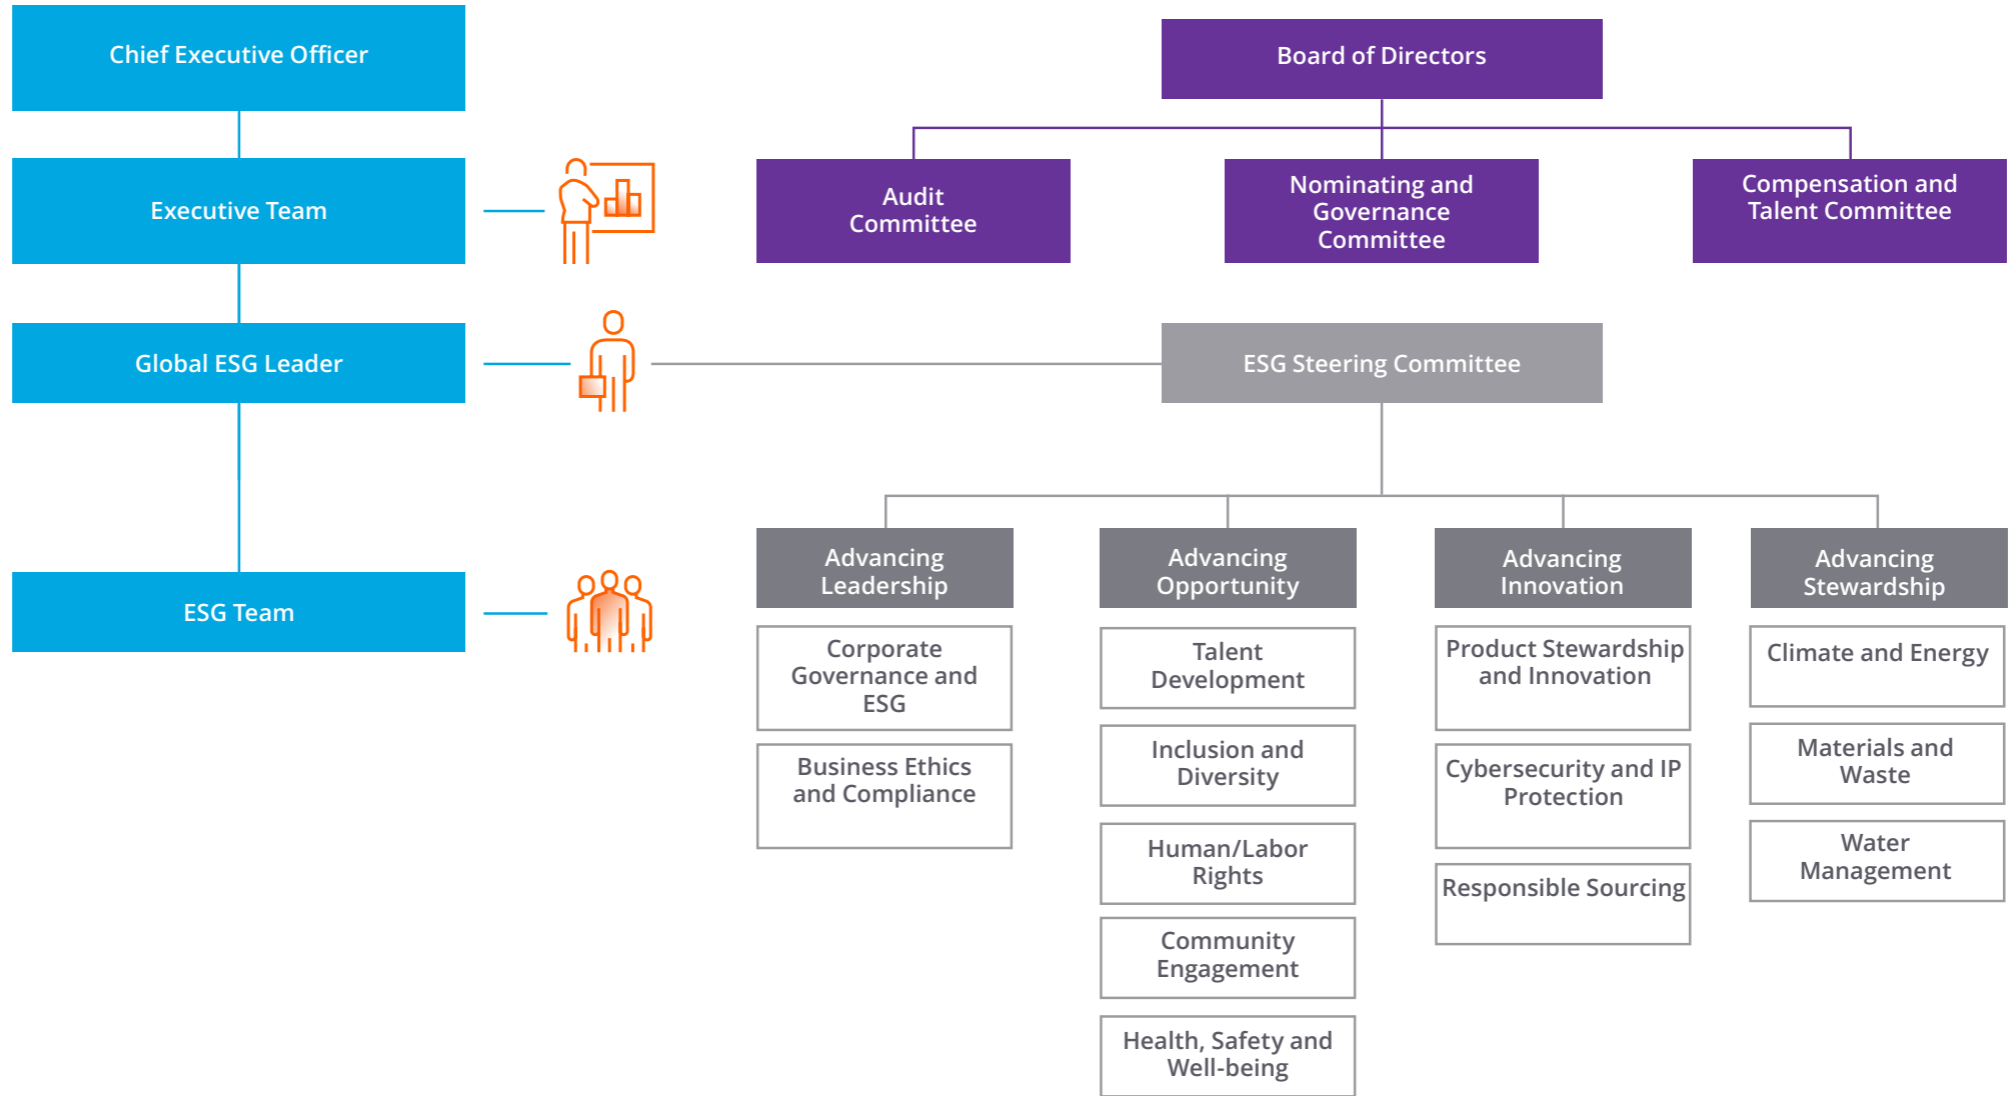 Chief Executive Officer
Executive Team
Global ESG Leader
ESG Team
Board of Directors
Audit
Committee
Nominating and
Governance
Committee
Compensation and
Talent Committee
ESG Steering Committee
Advancing
Leadership
Corporate
Governance and
ESG
Business Ethics
and Compliance
Advancing
Opportunity
Talent
Development
Inclusion and
Diversity
Human/Labor
Rights
Community
Engagement
Health, Safety and
Well-being
Advancing
Innovation
Product Stewardship
and Innovation
Cybersecurity and IP
Protection
Responsible Sourcing
Advancing
Stewardship
Climate and Energy
Materials and
Waste
Water
Management